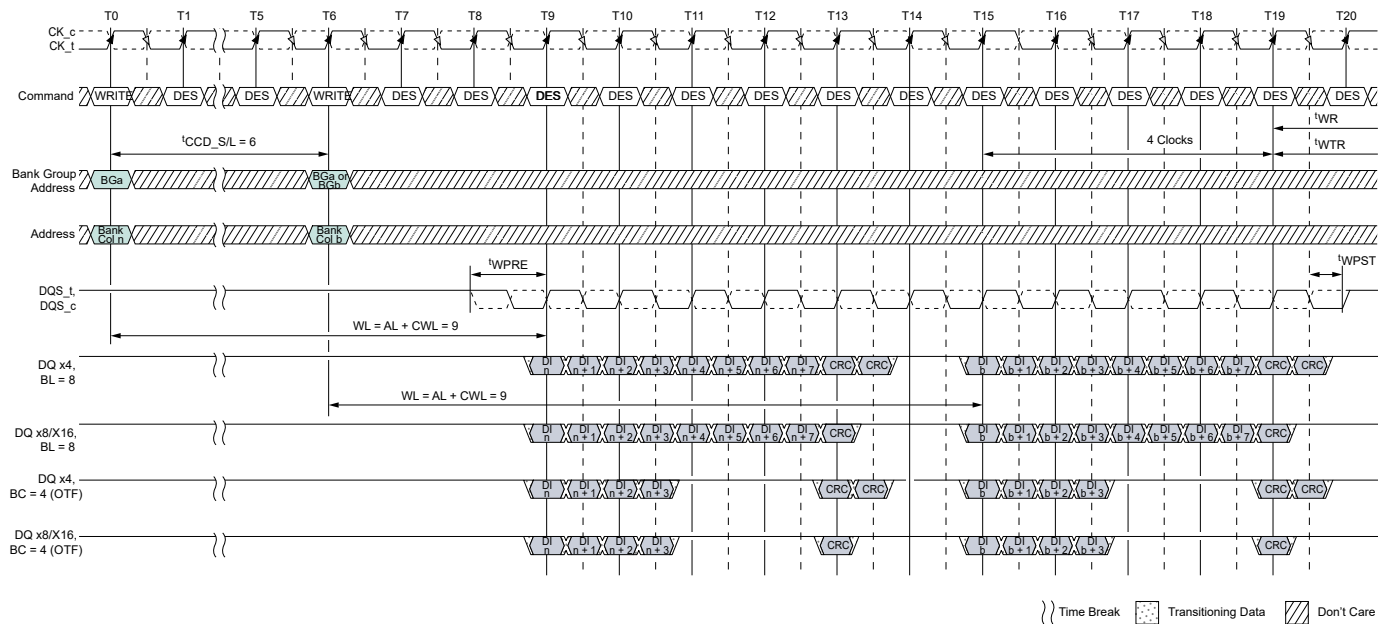 T0 T1 T5 T6 T7 T8 T9 T10 T11 T12 T13 T14 T15 T16 T17 T18 T19 T20
CK_c
CK_t
Command WRITE DES DES WRITE DES DES DES DES DES DES DES DES DES DES DES DES DES DES
tWR
tCCD_S/L = 6 4 Clocks tWTR
Bank Group
Address BGa BGa or
BGb
Address Bank
Col n Bank
Col b
tWPRE tWPST
DQS_t,
DQS_c
WL = AL + CWL = 9
DQ x4,
BL = 8
DI
n DI
n + 1 DI
n + 2 DI
n + 3 DI
n + 4 DI
n + 5 DI
n + 6 DI
n + 7 CRC CRC DI
b DI
b + 1 DI
b + 2 DI
b + 3 DI
b + 4 DI
b + 5 DI
b + 6 DI
b + 7 CRC CRC
WL = AL + CWL = 9
DQ x8/X16,
BL = 8
DI
n DI
n + 1 DI
n + 2 DI
n + 3 DI
n + 4 DI
n + 5 DI
n + 6 DI
n + 7 CRC DI
b DI
b + 1 DI
b + 2 DI
b + 3 DI
b + 4 DI
b + 5 DI
b + 6 DI
b + 7 CRC
DQ x4,
BC = 4 (OTF)
DI
n DI
n + 1 DI
n + 2 DI
n + 3 CRC CRC DI
b DI
b + 1 DI
b + 2 DI
b + 3 CRC CRC
DQ x8/X16,
BC = 4 (OTF)
DI
n DI
n + 1 DI
n + 2 DI
n + 3 CRC DI
b DI
b + 1 DI
b + 2 DI
b + 3 CRC
Time Break Transitioning Data Don't Care